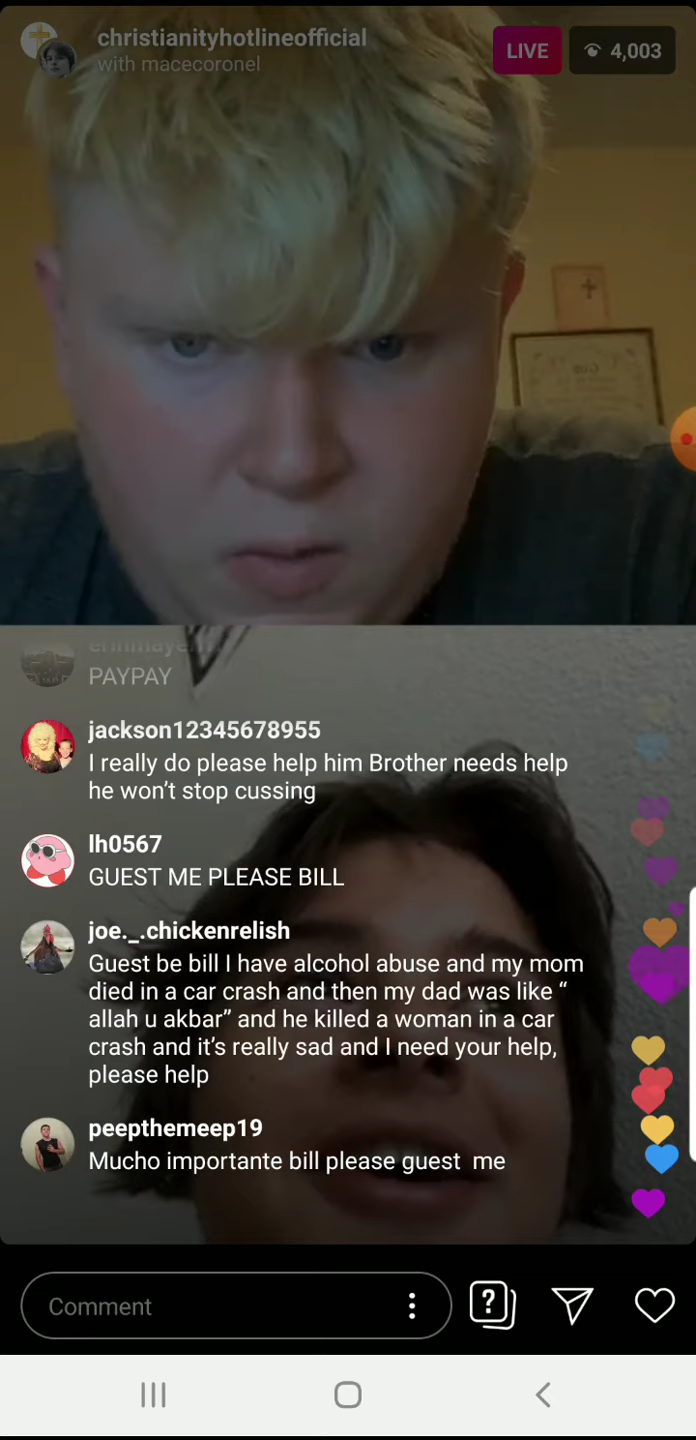 christianityhotlineofficial
with macecoronel
LIVE
4,003
PAYPAY
jackson12345678955
I really do please help him Brother needs help
he won’t stop cussing
lh0567
GUEST ME PLEASE BILL
joe._.chickenrelish
Guest be bill I have alcohol abuse and my mom
died in a car crash and then my dad was like “
allah u akbar” and he killed a woman in a car
crash and it’s really sad and I need your help,
please help
peepthemeep19
Mucho importante bill please guest me
Comment